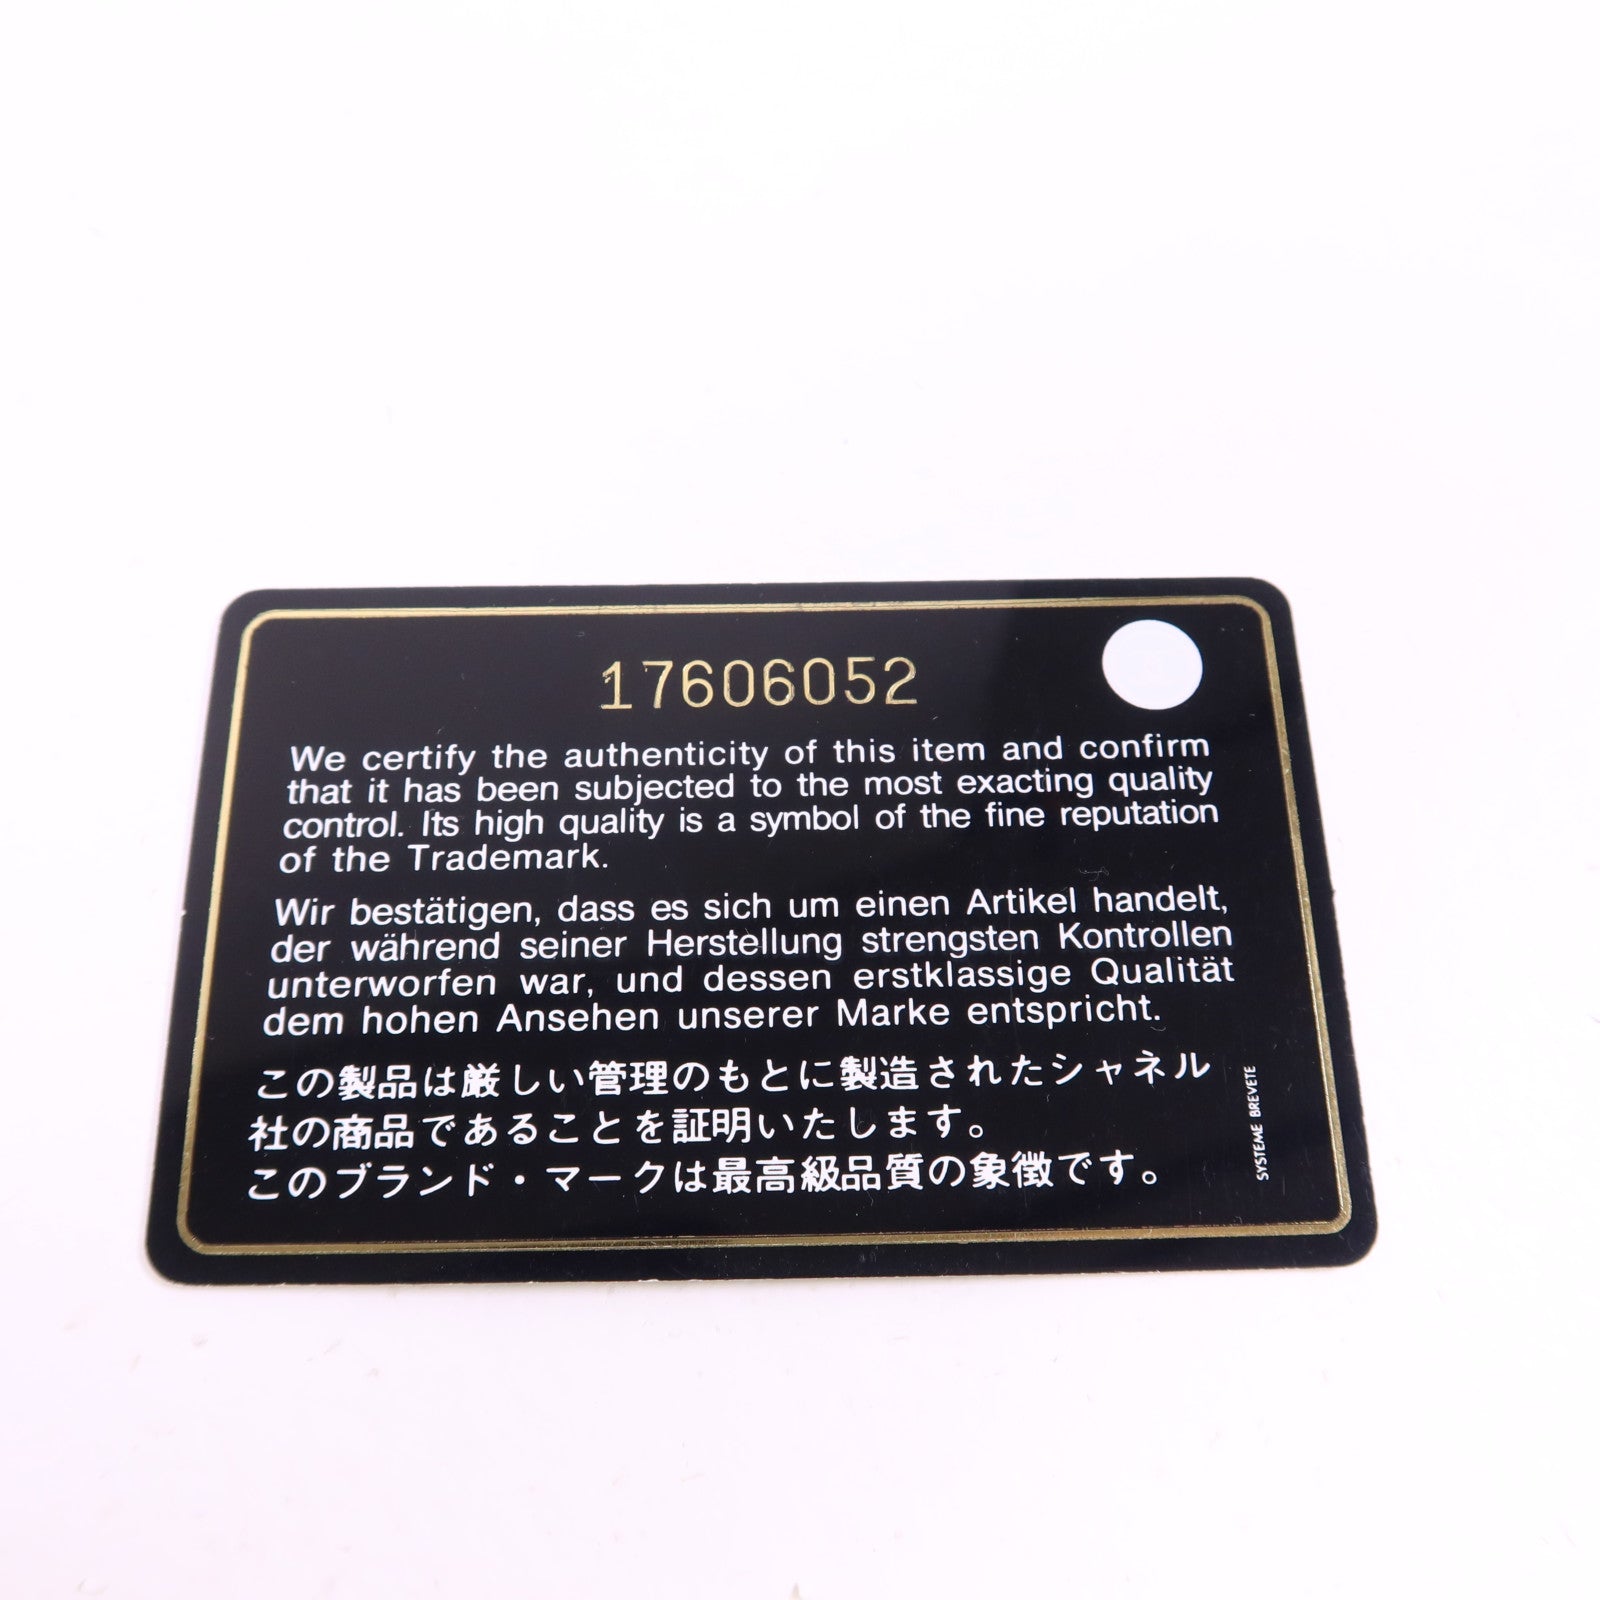 17606052
We certify the authenticity of this item and confirm
that it has been subjected to the most exacting quality
control. Its high quality is a symbol of the fine reputation
of the Trademark.
Wir bestätigen, dass es sich um einen Artikel handelt,
der während seiner Herstellung strengsten Kontrollen
unterworfen war, und dessen erstklassige Qualität
dem hohen Ansehen unserer Marke entspricht.
この製品は厳しい管理のもとに製造されたシャネル
社の商品であることを証明いたします。
このブランド・マークは最高級品質の象徴です。
SYSTEME BREVETE